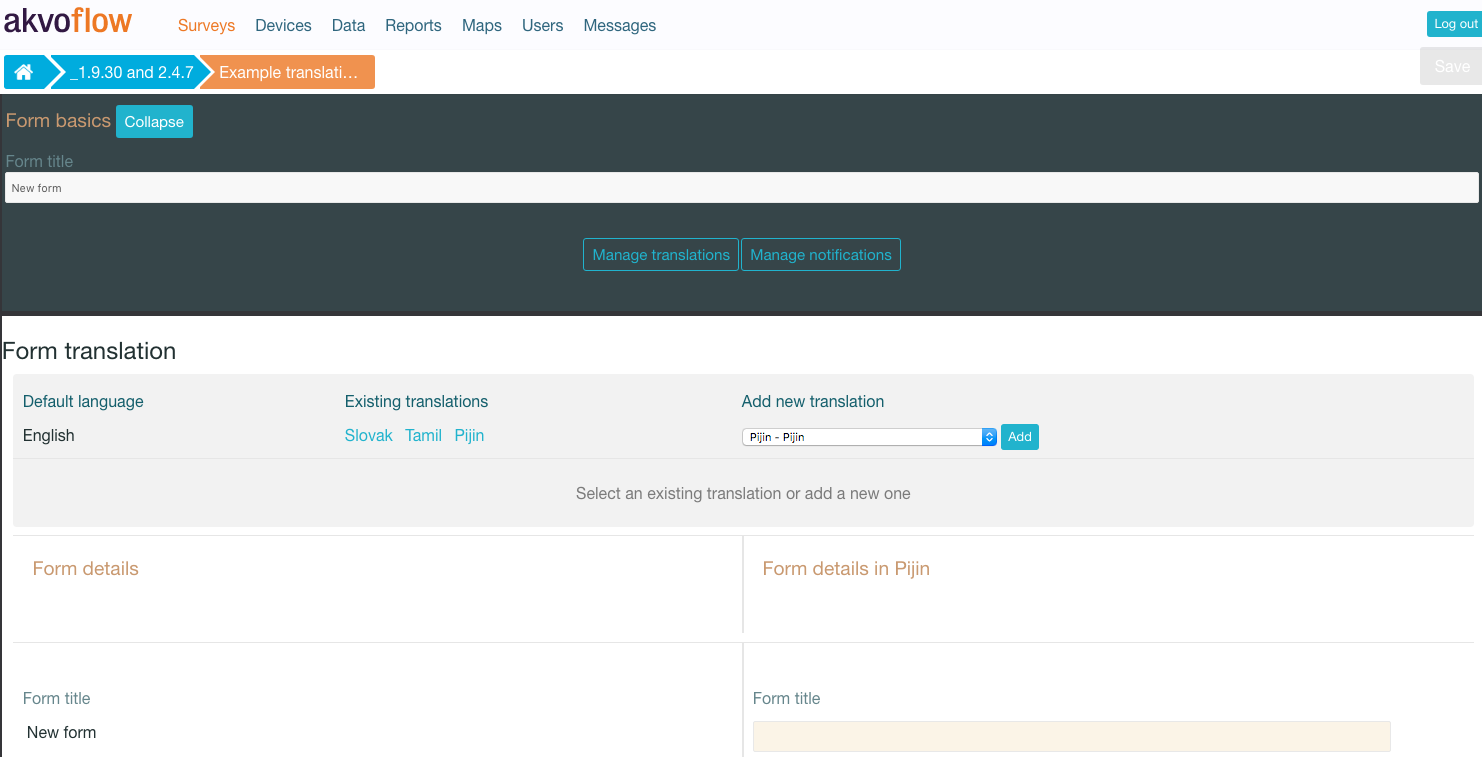 akvoflow
Surveys Devices Data Reports Maps Users Messages
Log out
_1.9.30 and 2.4.7 Example translati...
Save
Form basics Collapse
Form title
New form
Manage translations Manage notifications
Form translation
Default language Existing translations Add new translation
English Slovak Tamil Pijin Pijin - Pijin Add
Select an existing translation or add a new one
Form details Form details in Pijin
Form title Form title
New form